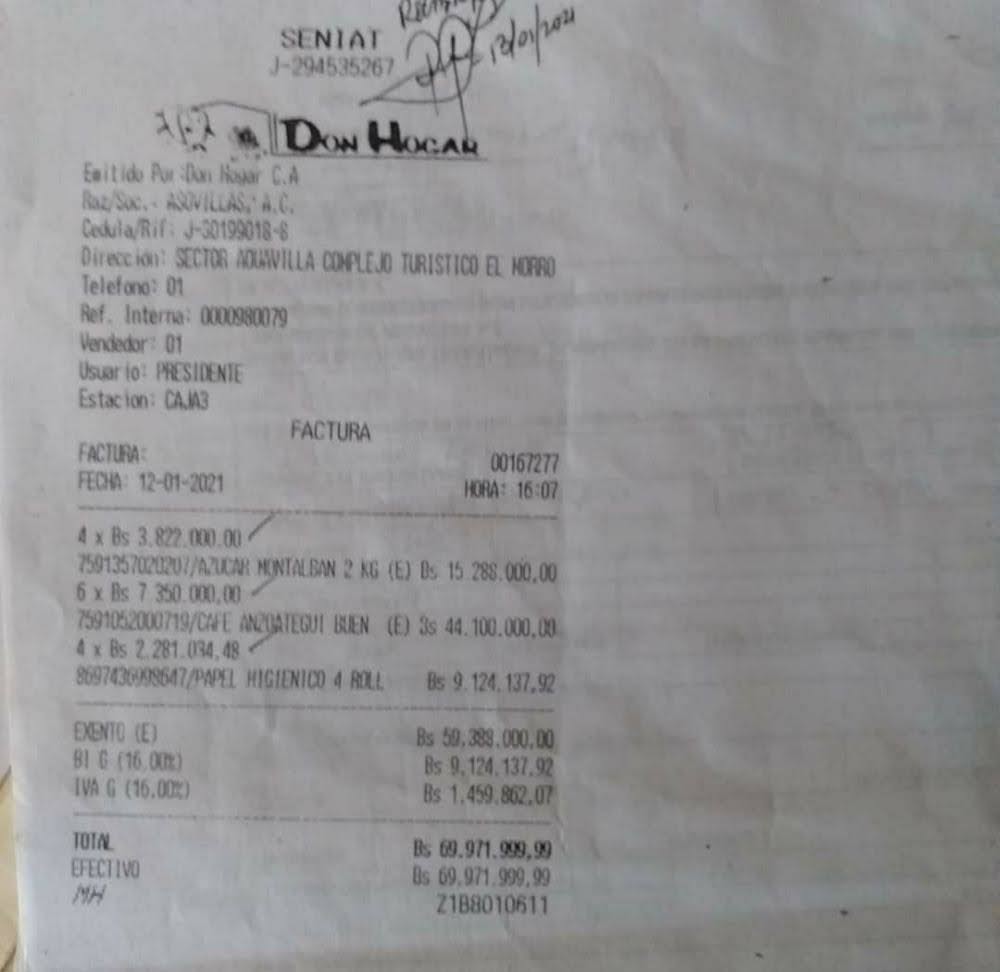 13/01/2021
SENIAT
J-294535267
DON HOGAR
Emitido Por:Don Hogar C.A
Raz/Soc.- ASOVILLAS, A.C.
Cedula/Rif: J-30199018-8
Direccion: SECTOR AQUAVILLA COMPLEJO TURISTICO EL MORRO
Telefono: 01
Ref. Interna: 0000980079
Vendedor: 01
Usuario: PRESIDENTE
Estacion: CAJA3
FACTURA
FACTURA: 00167277
FECHA: 12-01-2021 HORA: 16:07
4 x Bs 3.822.000,00
7591357020207/AZUCAR MONTALBAN 2 KG (E) Bs 15.288.000,00
6 x Bs 7.350.000,00
7591052000719/CAFE ANZOATEGUI BUEN (E) Bs 44.100.000,00
4 x Bs 2.281.034,48
8697436998647/PAPEL HIGIENICO 4 ROLL Bs 9.124.137,92
EXENTO (E) Bs 59.388.000,00
BI G (16,00%) Bs 9.124.137,92
IVA G (16,00%) Bs 1.459.862,07
TOTAL Bs 69.971.999,99
EFECTIVO Bs 69.971.999,99
MH Z1B8010611